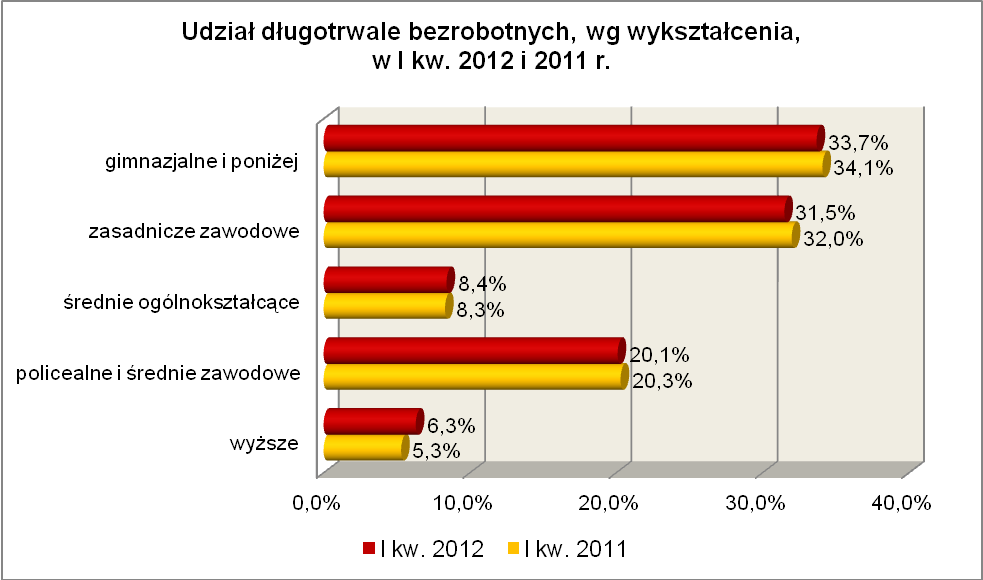 Udział długotrwale bezrobotnych, wg wykształcenia,
w I kw. 2012 i 2011 r.
gimnazjalne i poniżej
33,7%
34,1%
zasadnicze zawodowe
31,5%
32,0%
średnie ogólnokształcące
8,4%
8,3%
policealne i średnie zawodowe
20,1%
20,3%
wyższe
6,3%
5,3%
0,0% 10,0% 20,0% 30,0% 40,0%
I kw. 2012 I kw. 2011